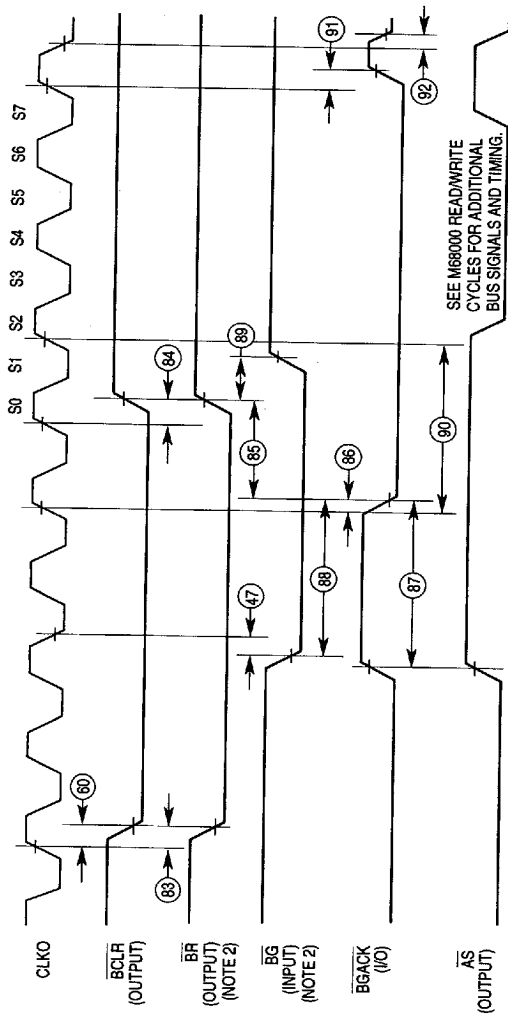 S0 S1 S2 S3 S4 S5 S6 S7
CLKO
60
BCLR
(OUTPUT)
84
83
BR
(OUTPUT)
(NOTE 2)
85
89
47
BG
(INPUT)
(NOTE 2)
88
86
91
BGACK
(I/O)
87
90
92
SEE M68000 READ/WRITE
CYCLES FOR ADDITIONAL
BUS SIGNALS AND TIMING.
AS
(OUTPUT)